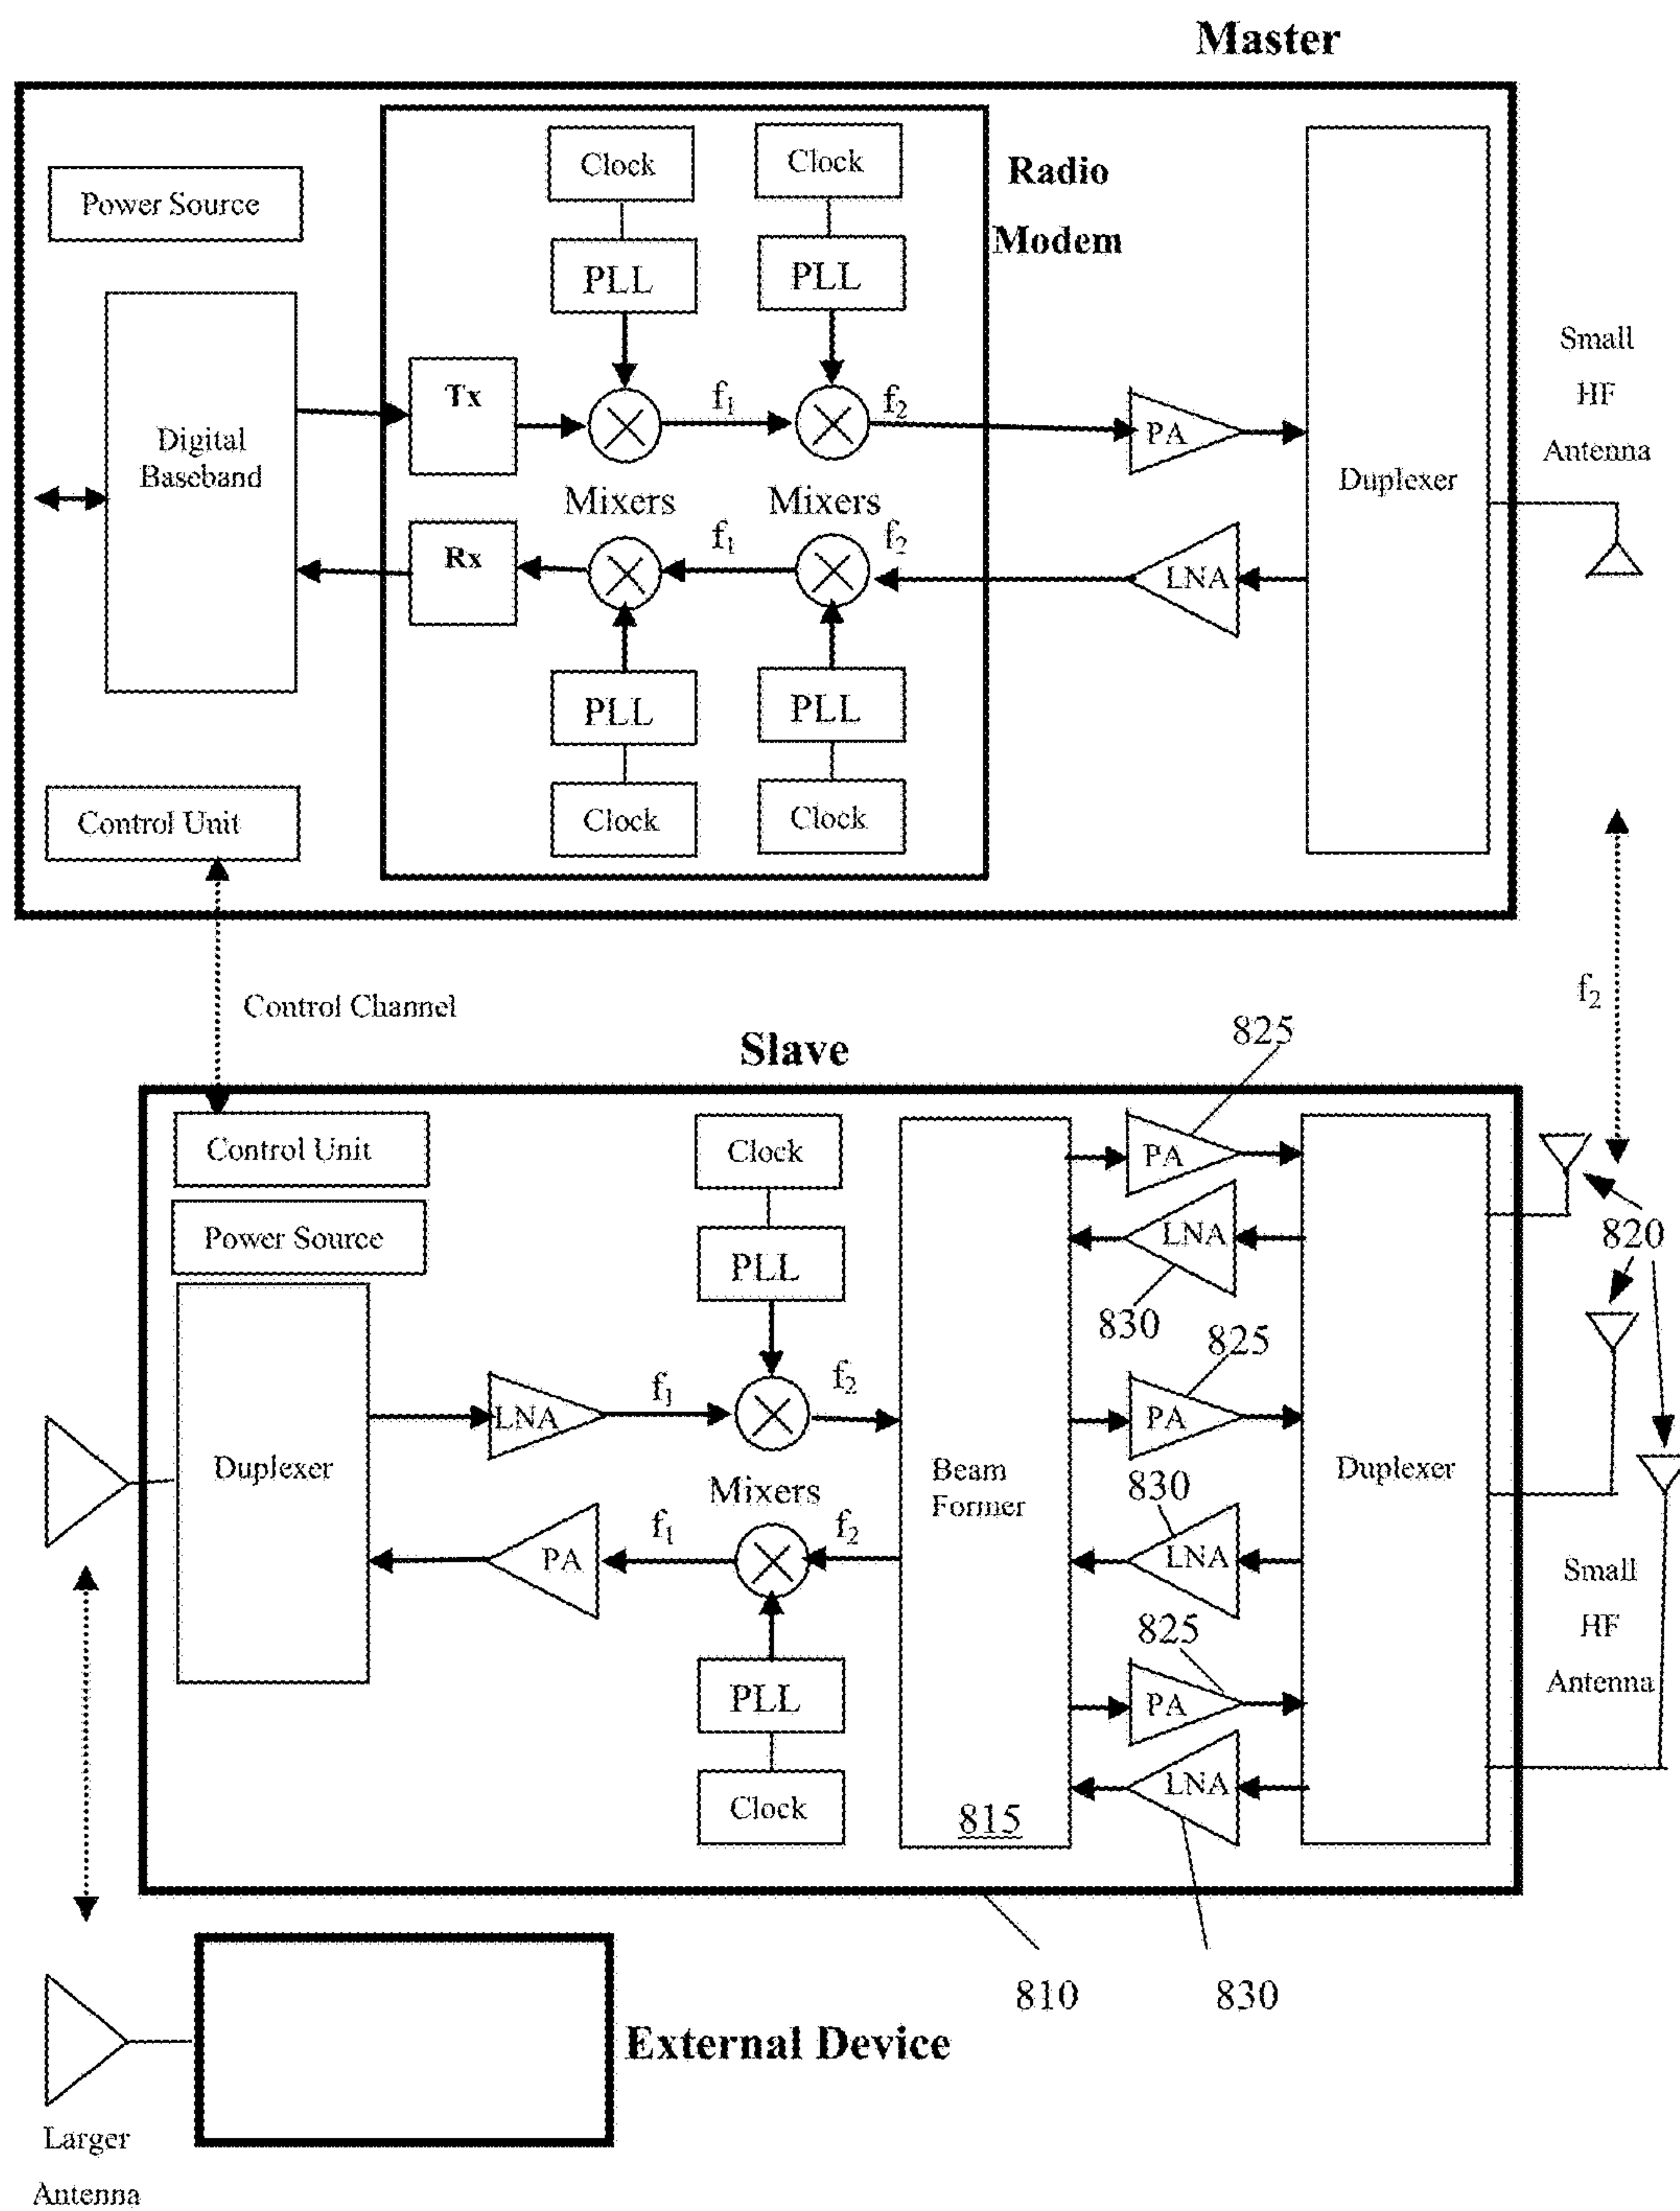 Master
Clock
Clock
Radio
Modem
Power Source
PLL
PLL
Small
HF
Antenna
Tx
f1
f2
PA
Digital
Baseband
Mixers
Mixers
Duplexer
Rx
f1
f2
LNA
PLL
PLL
Control Unit
Clock
Clock
f2
Control Channel
Slave
825
Control Unit
Clock
PA
Power Source
PLL
LNA
820
830
825
f1
f2
LNA
PA
Duplexer
Mixers
Beam
Former
830
Duplexer
PA
f1
f2
LNA
Small
HF
Antenna
825
PLL
PA
Clock
815
LNA
810
830
External Device
Larger
Antenna